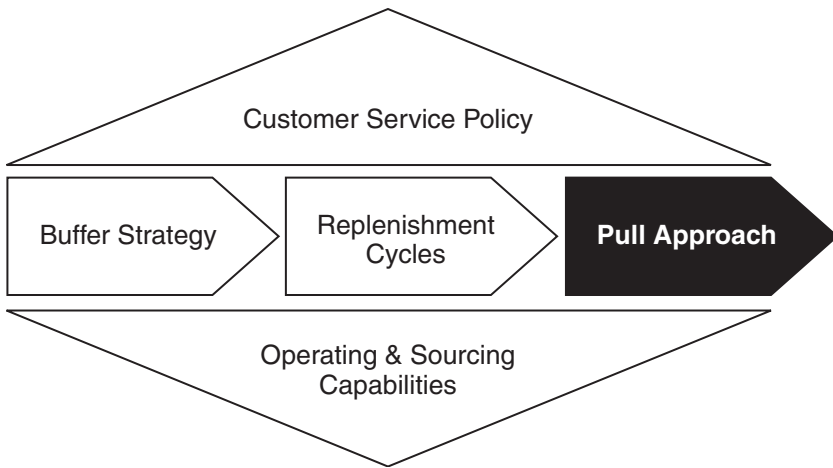 Customer Service Policy
Buffer Strategy
Replenishment
Cycles
Pull Approach
Operating & Sourcing
Capabilities